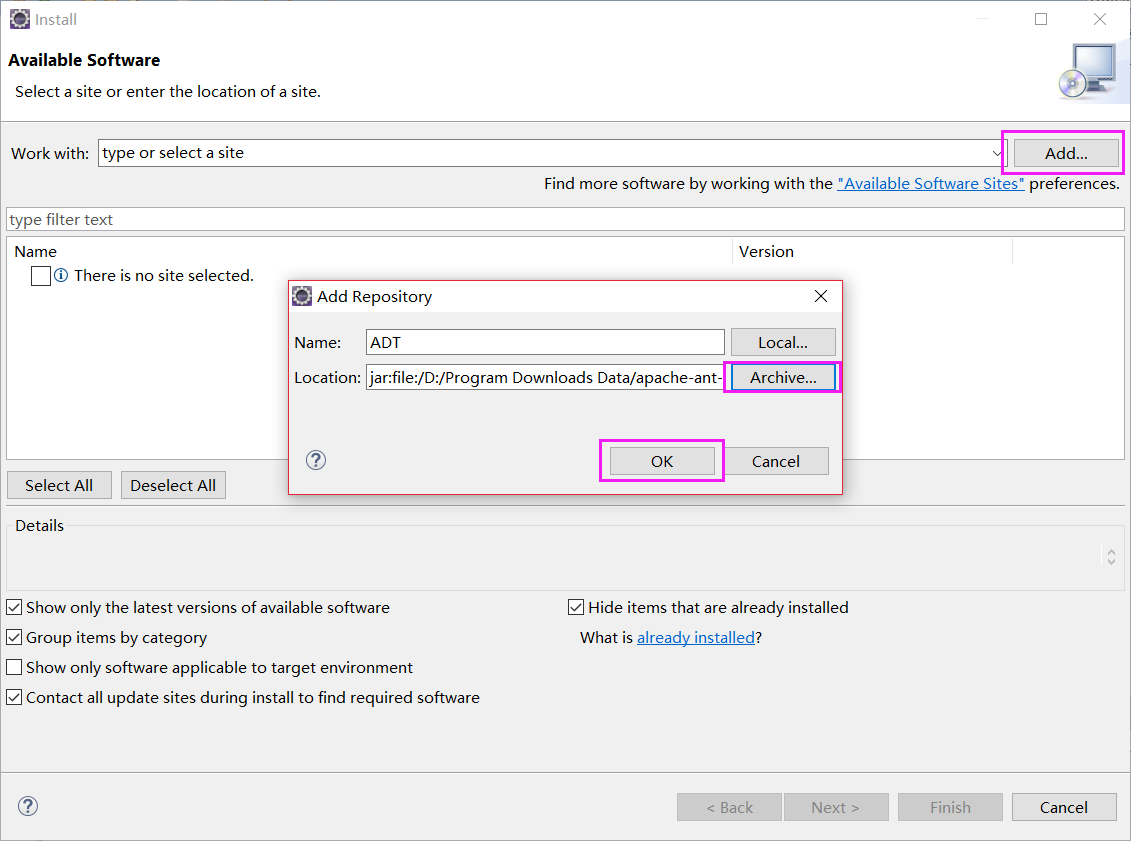 Install
Available Software
Select a site or enter the location of a site.
Work with: type or select a site Add...
Find more software by working with the "Available Software Sites" preferences.
type filter text
Name Version
There is no site selected.
Add Repository
Name: ADT Local...
Location: jar:file:/D:/Program Downloads Data/apache-ant- Archive...
OK Cancel
Select All Deselect All
Details
Show only the latest versions of available software Hide items that are already installed
Group items by category What is already installed?
Show only software applicable to target environment
Contact all update sites during install to find required software
< Back Next > Finish Cancel